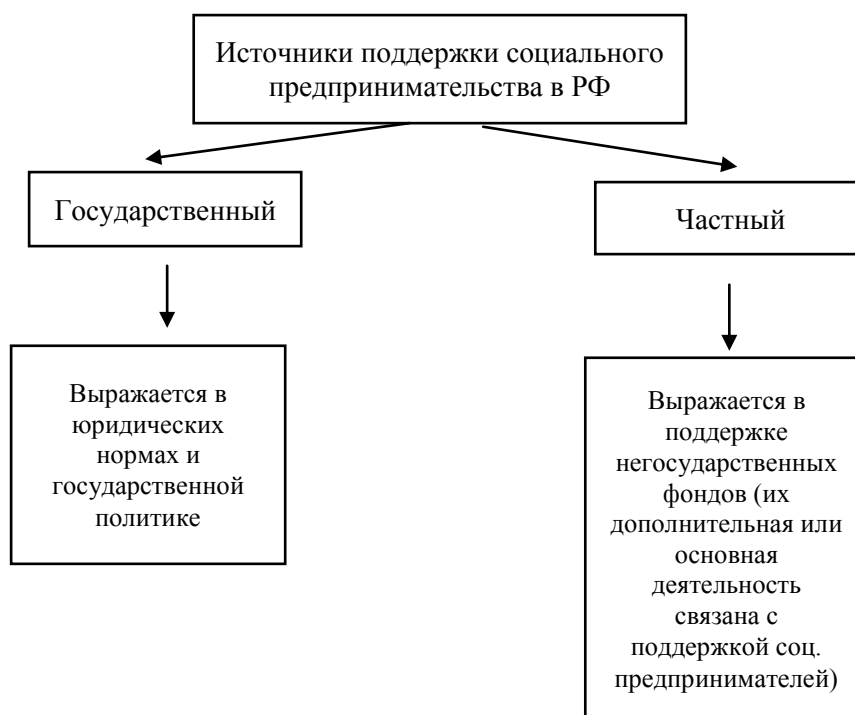 Источники поддержки социального
предпринимательства в РФ
Государственный
Частный
Выражается в
юридических
нормах и
государственной
политике
Выражается в
поддержке
негосударственных
фондов (их
дополнительная или
основная
деятельность
связана с
поддержкой соц.
предпринимателей)